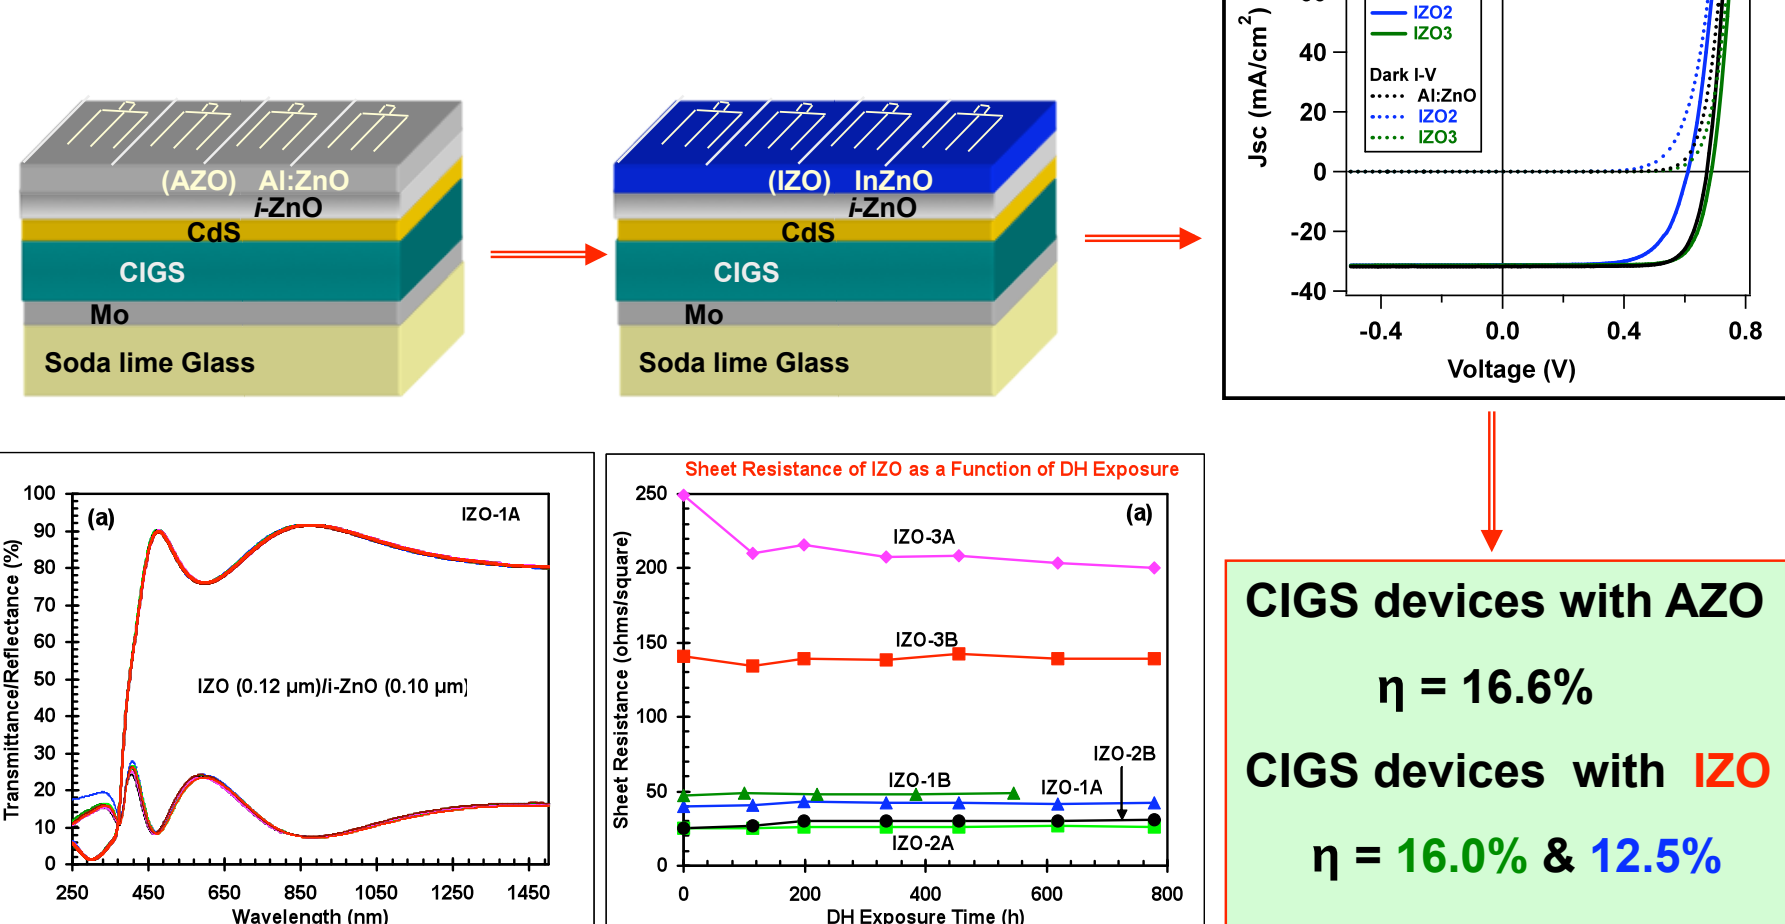 (AZO) Al:ZnO
i-ZnO
CdS
CIGS
Mo
Soda lime Glass
(IZO) InZnO
i-ZnO
CdS
CIGS
Mo
Soda lime Glass
IZO2
IZO3
Dark I-V
Al:ZnO
IZO2
IZO3
Jsc (mA/cm2)
40
20
0
-20
-40
-0.4 0.0 0.4 0.8
Voltage (V)
Transmittance/Reflectance (%)
100
90
80
70
60
50
40
30
20
10
0
(a)
IZO-1A
IZO (0.12 µm)/i-ZnO (0.10 µm)
250 450 650 850 1050 1250 1450
Wavelength (nm)
Sheet Resistance of IZO as a Function of DH Exposure
Sheet Resistance (ohms/square)
250
200
150
100
50
0
(a)
IZO-3A
IZO-3B
IZO-2B
IZO-1B
IZO-1A
IZO-2A
0 200 400 600 800
DH Exposure Time (h)
CIGS devices with AZO
η = 16.6%
CIGS devices with IZO
η = 16.0% & 12.5%